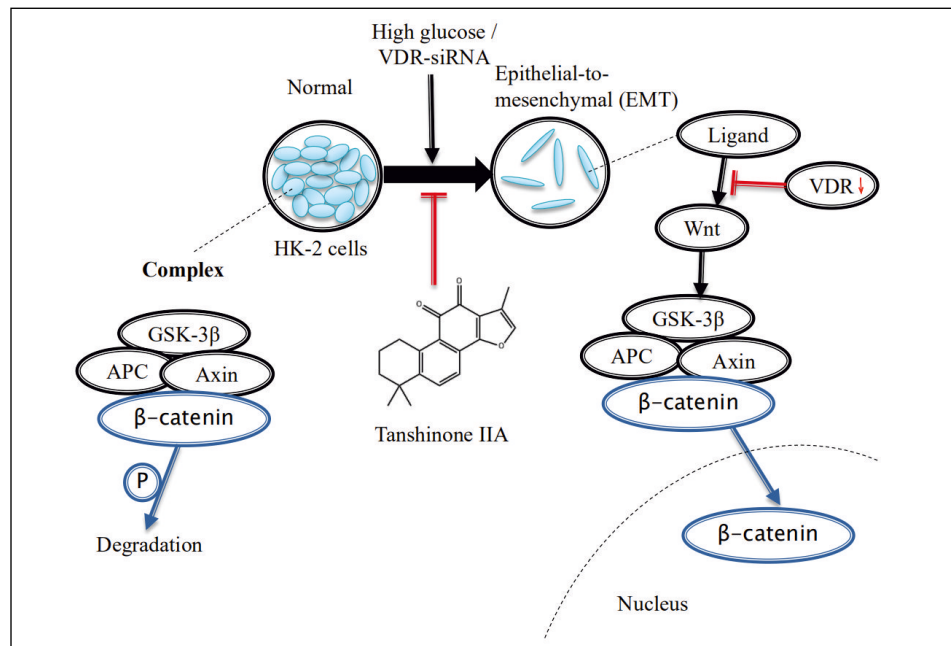 High glucose /
VDR-siRNA
Normal
Epithelial-to-
mesenchymal (EMT)
Ligand
VDR↓
Wnt
HK-2 cells
Complex
GSK-3β
APC
Axin
β-catenin
P
Degradation
O
O
O
Tanshinone IIA
GSK-3β
APC
Axin
β-catenin
β-catenin
Nucleus